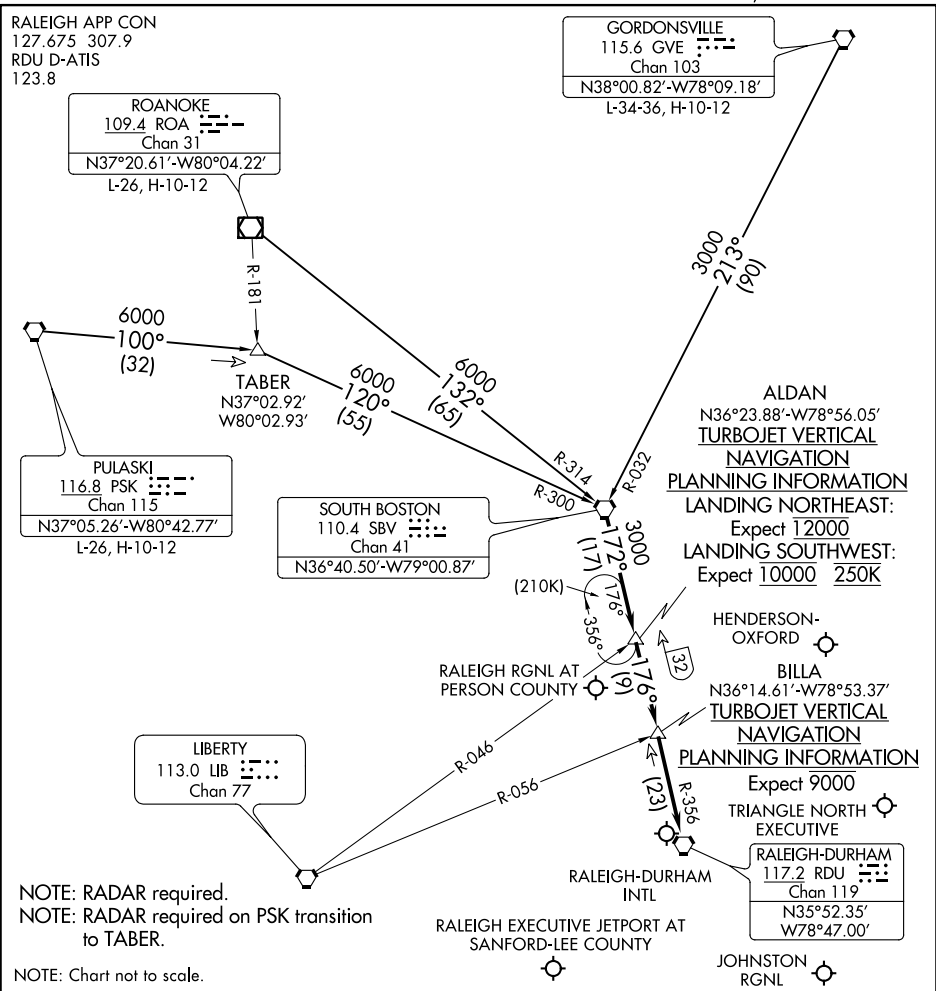 RALEIGH APP CON
127.675 307.9
RDU D-ATIS
123.8
GORDONSVILLE
115.6 GVE
Chan 103
N38°00.82'-W78°09.18'
L-34-36, H-10-12
ROANOKE
109.4 ROA
Chan 31
N37°20.61'-W80°04.22'
L-26, H-10-12
R-181
3000
213°
(90)
6000
100°
(32)
TABER
N37°02.92'
W80°02.93'
6000
120°
(55)
6000
132°
(65)
R-314
R-300
R-032
PULASKI
116.8 PSK
Chan 115
N37°05.26'-W80°42.77'
L-26, H-10-12
SOUTH BOSTON
110.4 SBV
Chan 41
N36°40.50'-W79°00.87'
3000
172°
(17)
ALDAN
N36°23.88'-W78°56.05'
TURBOJET VERTICAL
NAVIGATION
PLANNING INFORMATION
LANDING NORTHEAST:
Expect 12000
LANDING SOUTHWEST:
Expect 10000 250K
(210K)
176°
356°
32
HENDERSON-
OXFORD
RALEIGH RGNL AT
PERSON COUNTY
176°
(9)
BILLA
N36°14.61'-W78°53.37'
TURBOJET VERTICAL
NAVIGATION
PLANNING INFORMATION
Expect 9000
LIBERTY
113.0 LIB
Chan 77
R-046
R-056
(23)
R-356
TRIANGLE NORTH
EXECUTIVE
RALEIGH-DURHAM
INTL
RALEIGH-DURHAM
117.2 RDU
Chan 119
N35°52.35'
W78°47.00'
NOTE: RADAR required.
NOTE: RADAR required on PSK transition
to TABER.
RALEIGH EXECUTIVE JETPORT AT
SANFORD-LEE COUNTY
JOHNSTON
RGNL
NOTE: Chart not to scale.